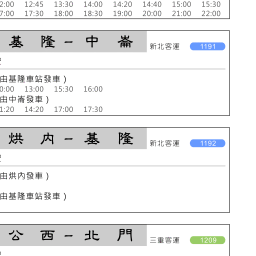 2:00 12:45 13:30 14:00 14:20 14:40 15:00 15:30
7:00 17:30 18:00 18:30 19:00 20:00 21:00 22:00
基 隆－中 崙 新北客運 1191
由基隆車站發車）
0:00 13:00 15:30 16:00
由中崙發車）
1:20 14:20 17:00 17:30
烘 內－基 隆 新北客運 1192
由烘內發車）
由基隆車站發車）
公 西－北 門 三重客運 1209